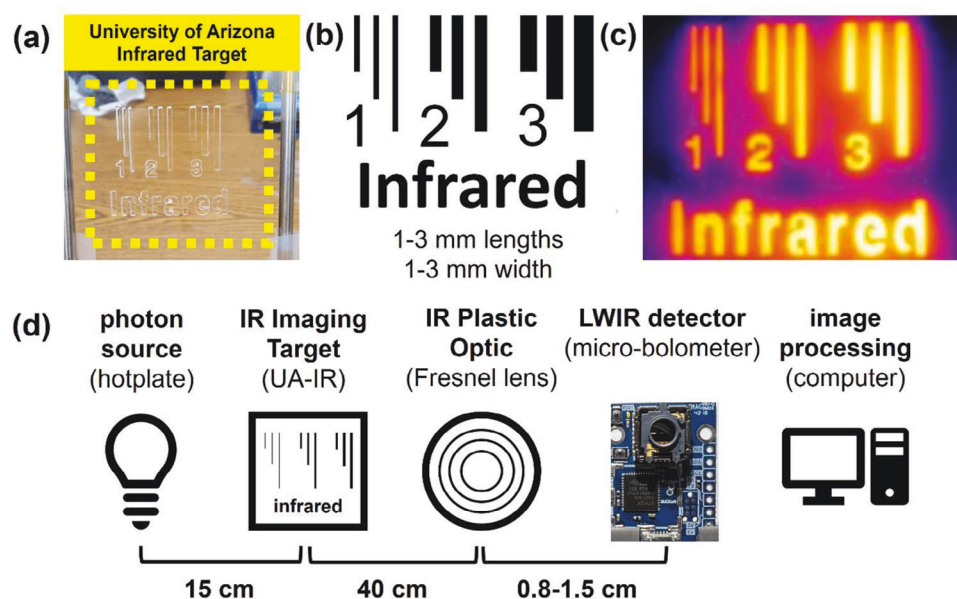 (a)
University of Arizona
Infrared Target
1 2 3
Infrared
(b)
1 2 3
Infrared
1-3 mm lengths
1-3 mm width
(c)
1 2 3
Infrared
(d)
photon
source
(hotplate)
IR Imaging
Target
(UA-IR)
infrared
IR Plastic
Optic
(Fresnel lens)
LWIR detector
(micro-bolometer)
image
processing
(computer)
15 cm
40 cm
0.8-1.5 cm